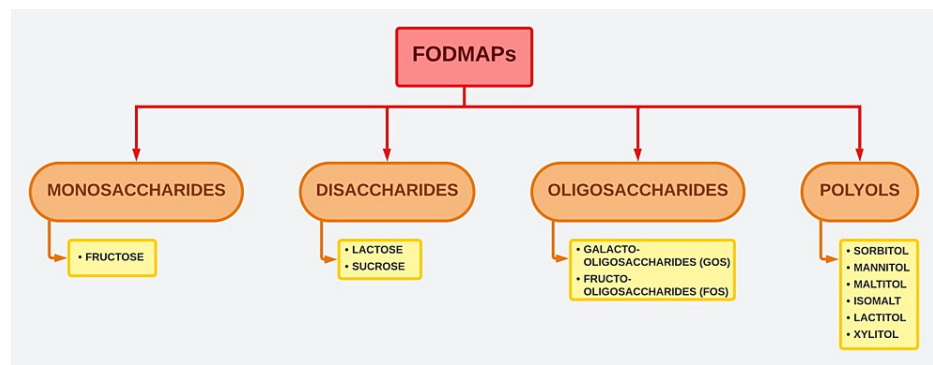 FODMAPs
MONOSACCHARIDES
DISACCHARIDES
OLIGOSACCHARIDES
POLYOLS
• FRUCTOSE
• LACTOSE
• SUCROSE
• GALACTO-
OLIGOSACCHARIDES (GOS)
• FRUCTO-
OLIGOSACCHARIDES (FOS)
• SORBITOL
• MANNITOL
• MALTITOL
• ISOMALT
• LACTITOL
• XYLITOL